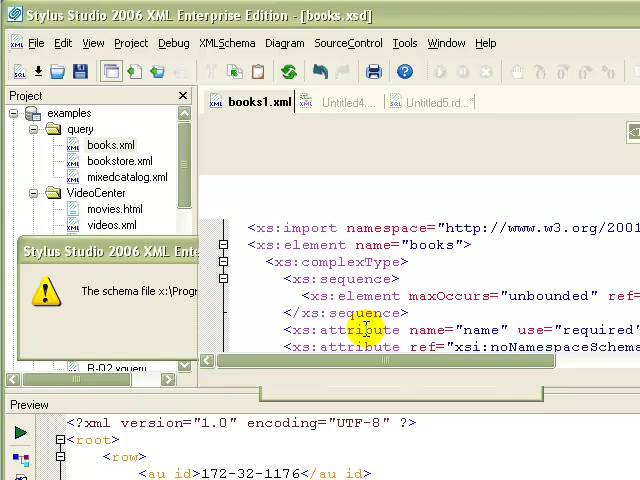 Stylus Studio 2006 XML Enterprise Edition - [books.xsd]
File Edit View Project Debug XMLSchema Diagram SourceControl Tools Window Help
Project
examples
query
books.xml
bookstore.xml
mixedcatalog.xml
VideoCenter
movies.html
videos.xml
books1.xml Untitled4.... Untitled5.rd...*
<xs:import namespace="http://www.w3.org/2001
<xs:element name="books">
<xs:complexType>
<xs:sequence>
<xs:element maxOccurs="unbounded" ref=
</xs:sequence>
<xs:attribute name="name" use="required"
<xs:attribute ref="xsi:noNamespaceSchema
Stylus Studio 2006 XML Ente
The schema file x:\Progr
Preview
<?xml version="1.0" encoding="UTF-8" ?>
<root>
<row>
<au_id>172-32-1176</au_id>